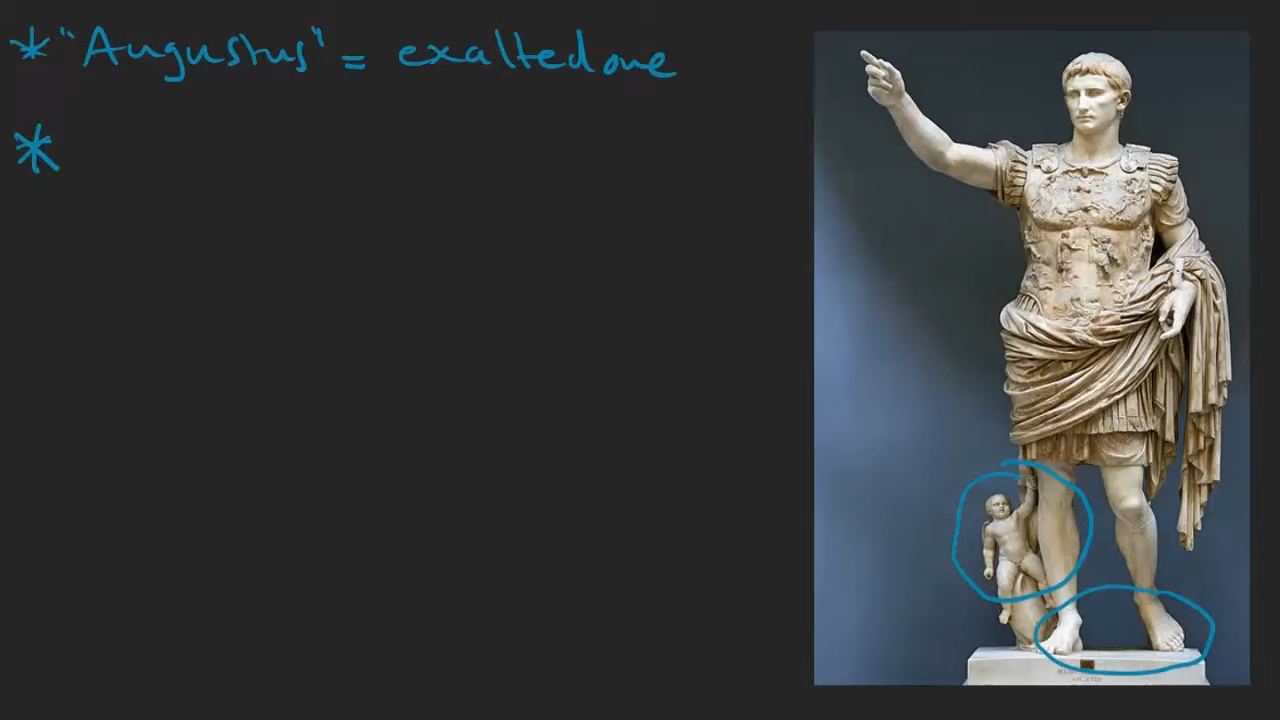 * "Augustus" = exalted one
*